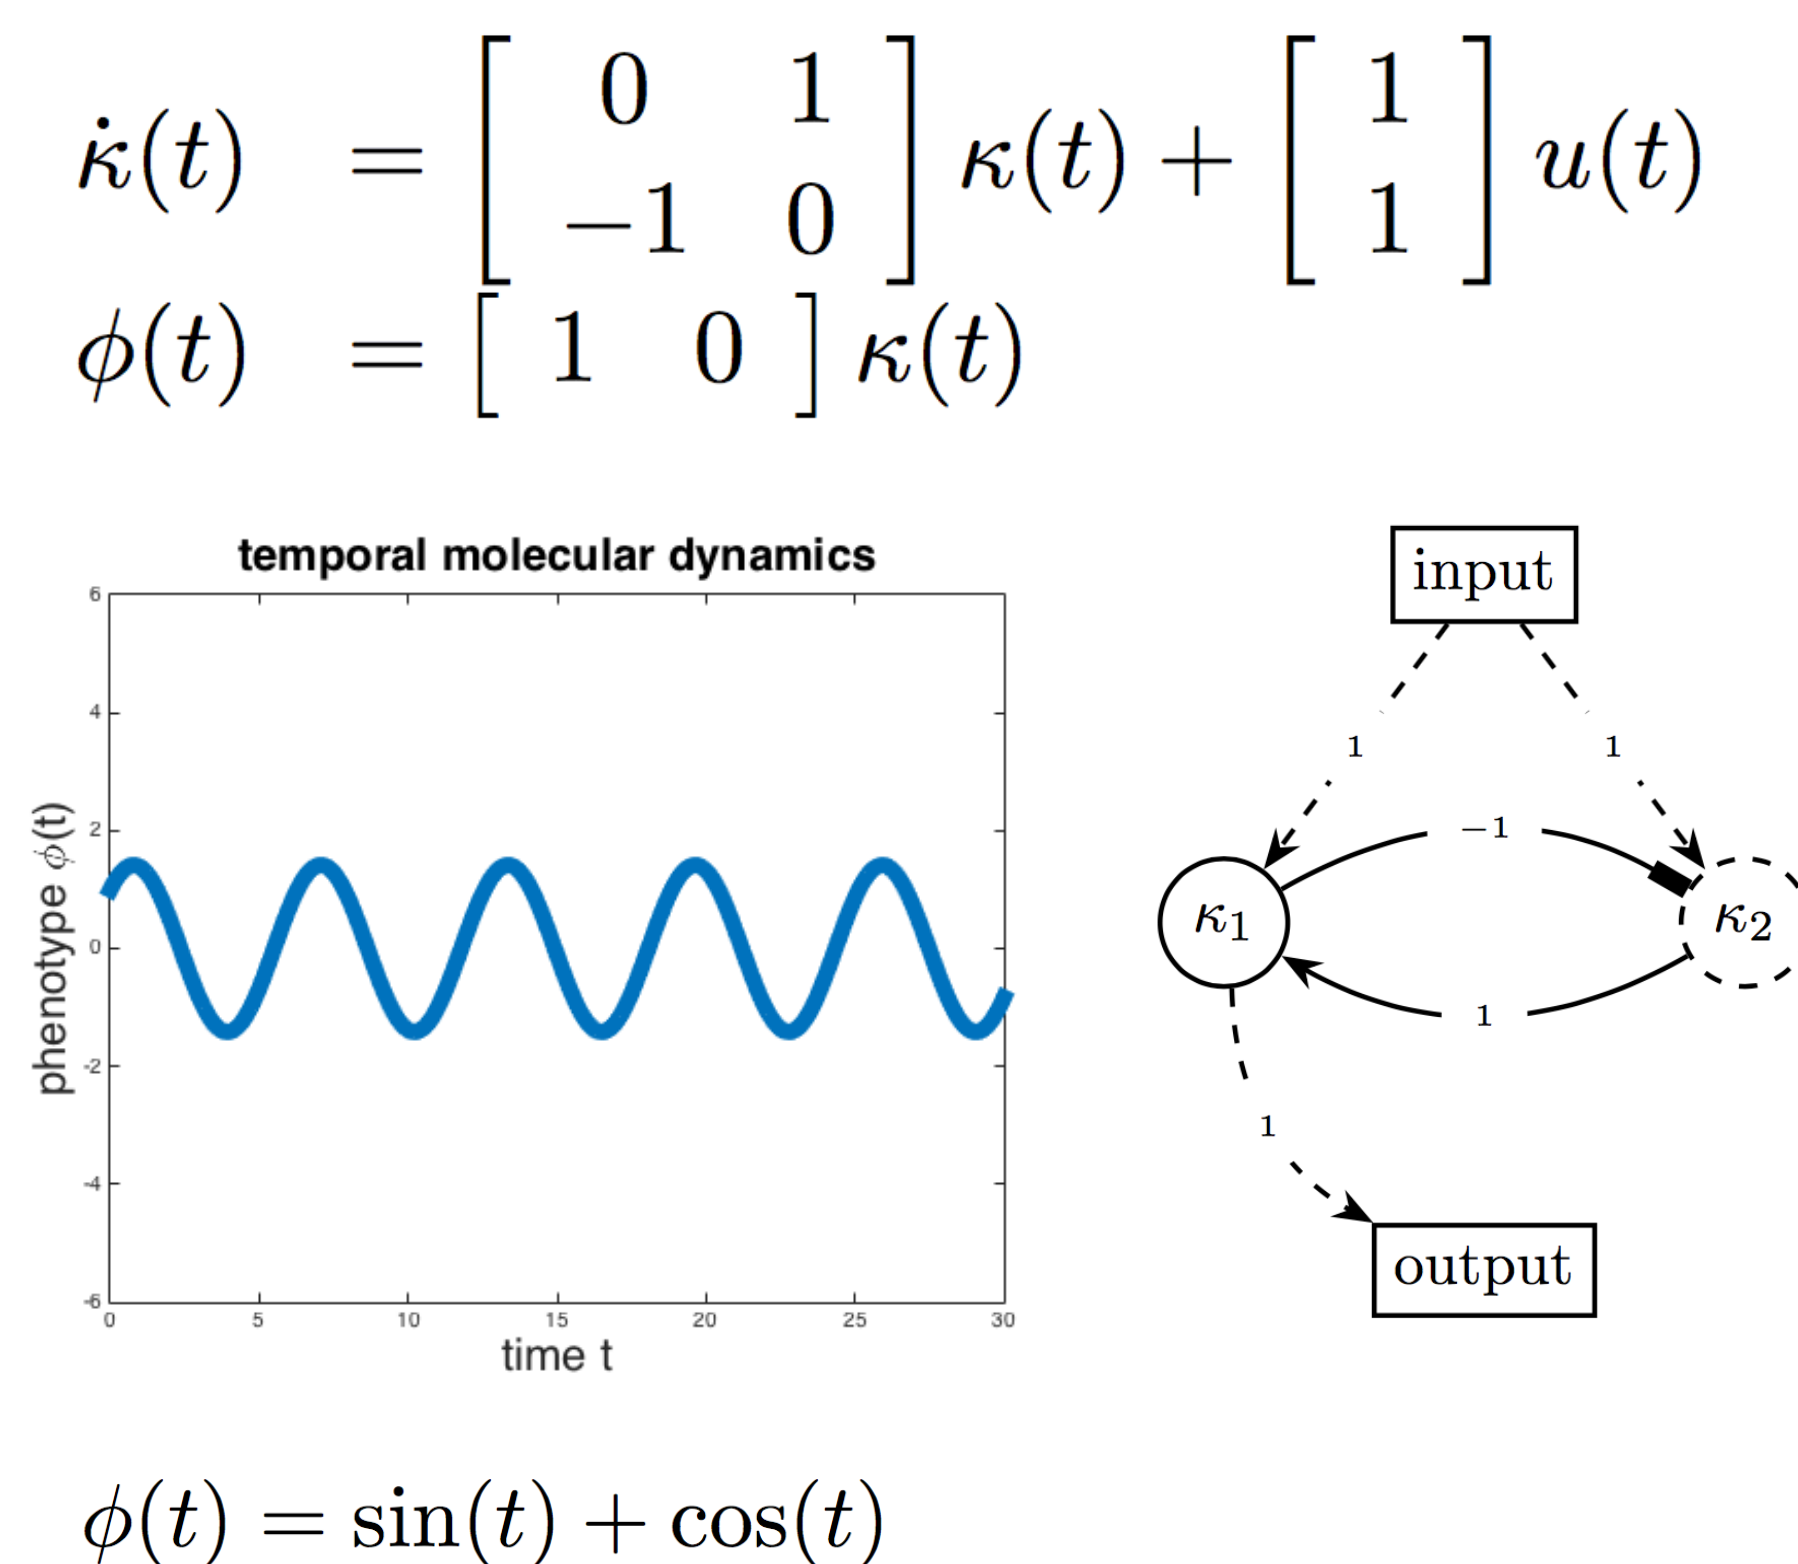 κ̇(t) = [ 0 1 ; −1 0 ] κ(t) + [ 1 ; 1 ] u(t)
ϕ(t) = [ 1 0 ] κ(t)
temporal molecular dynamics
phenotype ϕ(t)
6
4
2
0
-2
-4
-6
0 5 10 15 20 25 30
time t
input
1 1
−1
κ₁ κ₂
1
1
output
ϕ(t) = sin(t) + cos(t)